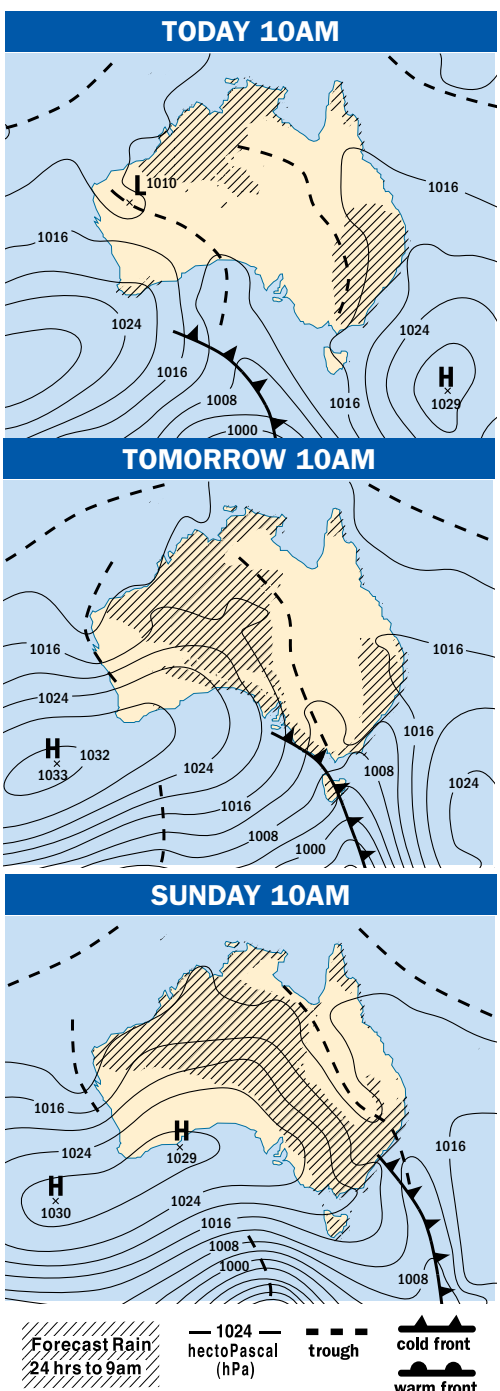 TODAY 10AM
L 1010
1016
1016
1024
1024
1016
H
1029
1008
1016
1000
TOMORROW 10AM
1016
1016
1024
1016
H
1032
1033
1024
1008
1024
1016
1008
1000
SUNDAY 10AM
1016
1016
H
1024
1029
H
1030
1024
1016
1008
1000
1008
Forecast Rain
24 hrs to 9am
1024
hectoPascal
(hPa)
trough
cold front
warm front